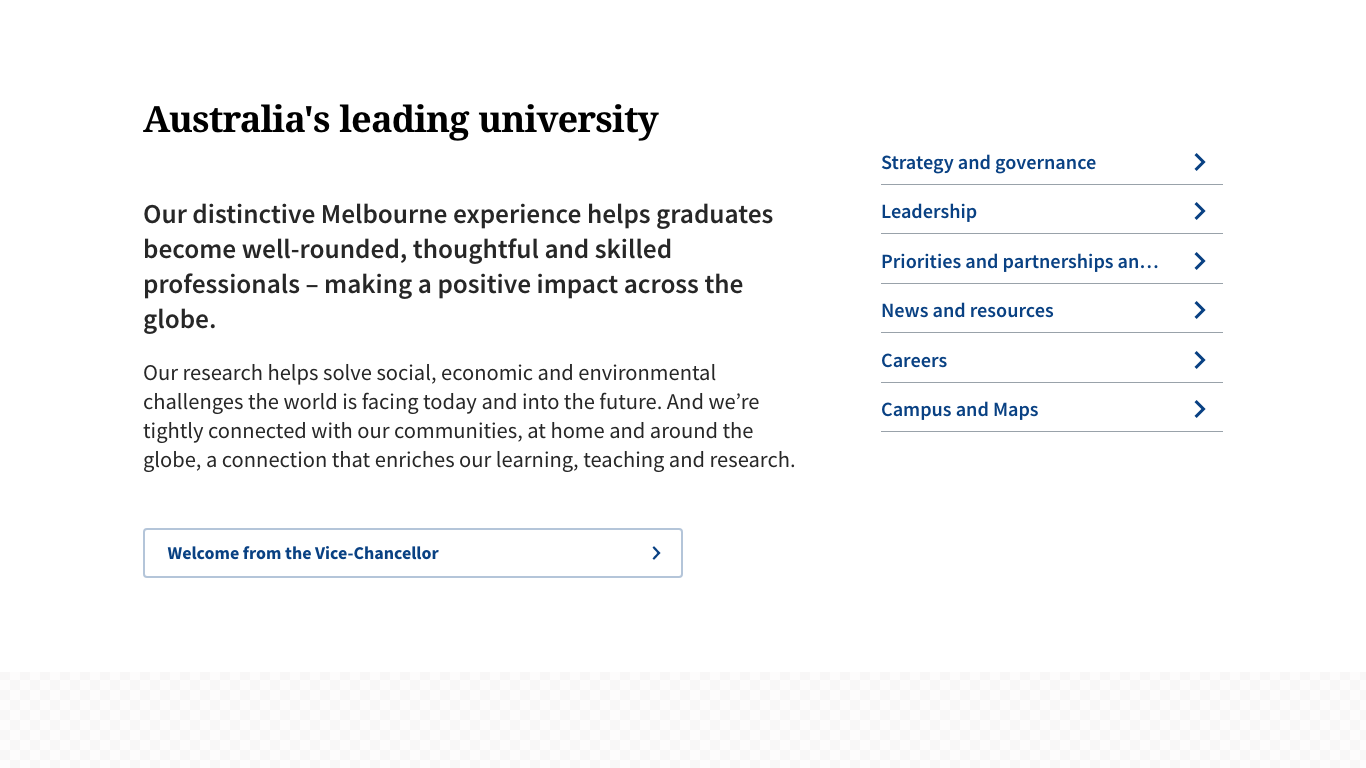 Australia's leading university
Our distinctive Melbourne experience helps graduates
become well-rounded, thoughtful and skilled
professionals – making a positive impact across the
globe.
Our research helps solve social, economic and environmental
challenges the world is facing today and into the future. And we’re
tightly connected with our communities, at home and around the
globe, a connection that enriches our learning, teaching and research.
Welcome from the Vice-Chancellor
Strategy and governance
Leadership
Priorities and partnerships an…
News and resources
Careers
Campus and Maps